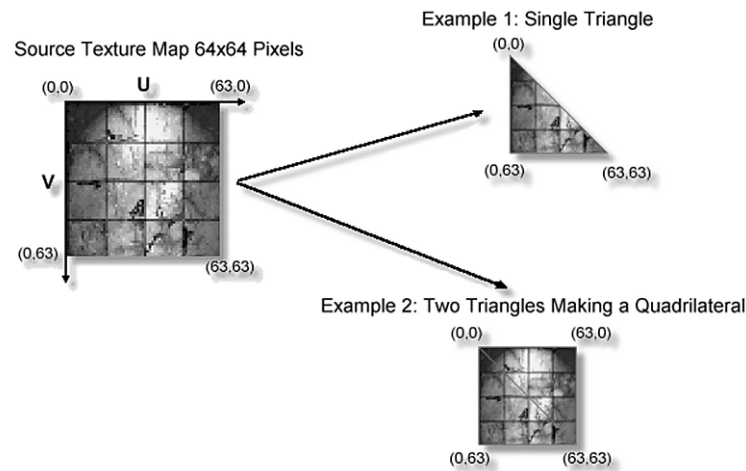 Example 1: Single Triangle
(0,0)
Source Texture Map 64x64 Pixels
(0,0) U (63,0)
V
(0,63) (63,63)
(0,63)
(63,63)
Example 2: Two Triangles Making a Quadrilateral
(0,0) (63,0)
(0,63) (63,63)